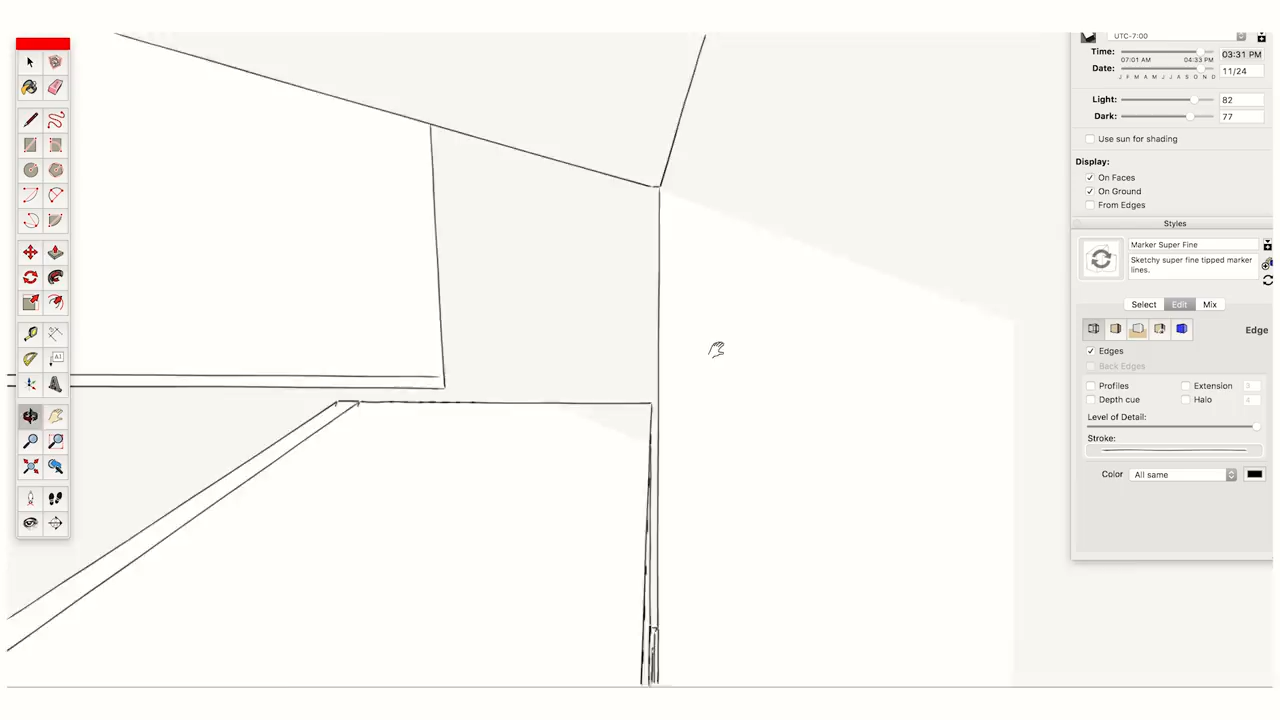 UTC-7:00
Time:
07:01 AM 04:33 PM
03:31 PM
Date:
J F M A M J J A S O N D
11/24
Light:
82
Dark:
77
Use sun for shading
Display:
On Faces
On Ground
From Edges
Styles
Marker Super Fine
Sketchy super fine tipped marker
lines.
Select Edit Mix
Edge
Edges
Back Edges
Profiles
Extension 3
Depth cue
Halo 4
Level of Detail:
Stroke:
Color All same
A1